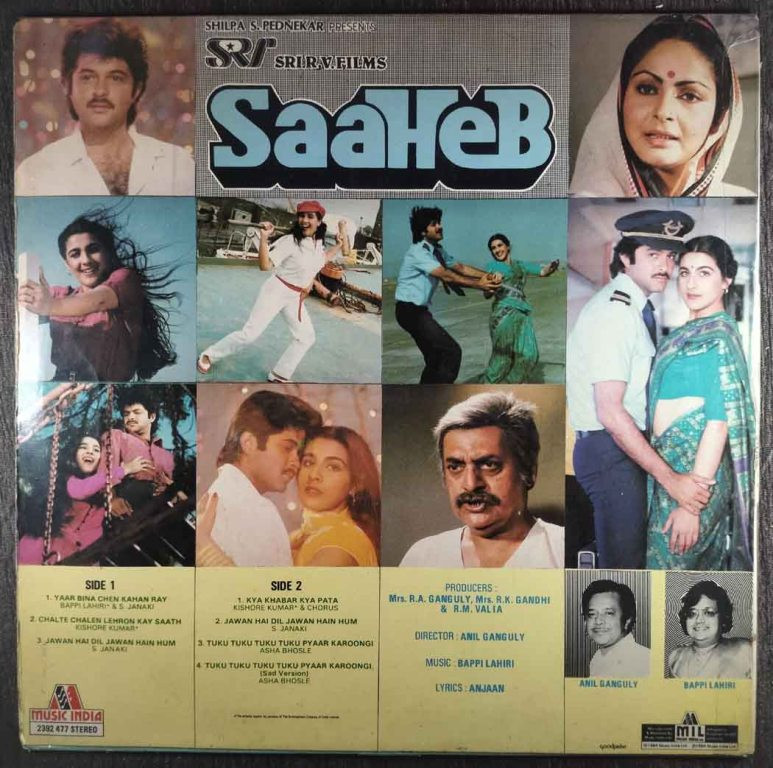 SHILPA S. PEDNEKAR PRESENTS
SRV
SRI.R.V.FILMS
SaaHeB
SIDE 1
1. YAAR BINA CHEN KAHAN RAY
BAPPI LAHIRI* & S. JANAKI
2. CHALTE CHALEN LEHRON KAY SAATH
KISHORE KUMAR*
3. JAWAN HAI DIL JAWAN HAIN HUM
S. JANAKI
SIDE 2
1. KYA KHABAR KYA PATA
KISHORE KUMAR* & CHORUS
2. JAWAN HAI DIL JAWAN HAIN HUM
S. JANAKI
3. TUKU TUKU TUKU TUKU PYAAR KAROONGI
ASHA BHOSLE
4. TUKU TUKU TUKU TUKU PYAAR KAROONGI.
(Sad Version)
ASHA BHOSLE
PRODUCERS :
Mrs. R.A. GANGULY, Mrs. R.K. GANDHI
& R.M. VALIA
DIRECTOR : ANIL GANGULY
MUSIC : BAPPI LAHIRI
LYRICS : ANJAAN
ANIL GANGULY
BAPPI LAHIRI
MUSIC INDIA
2392 477 STEREO
MIL